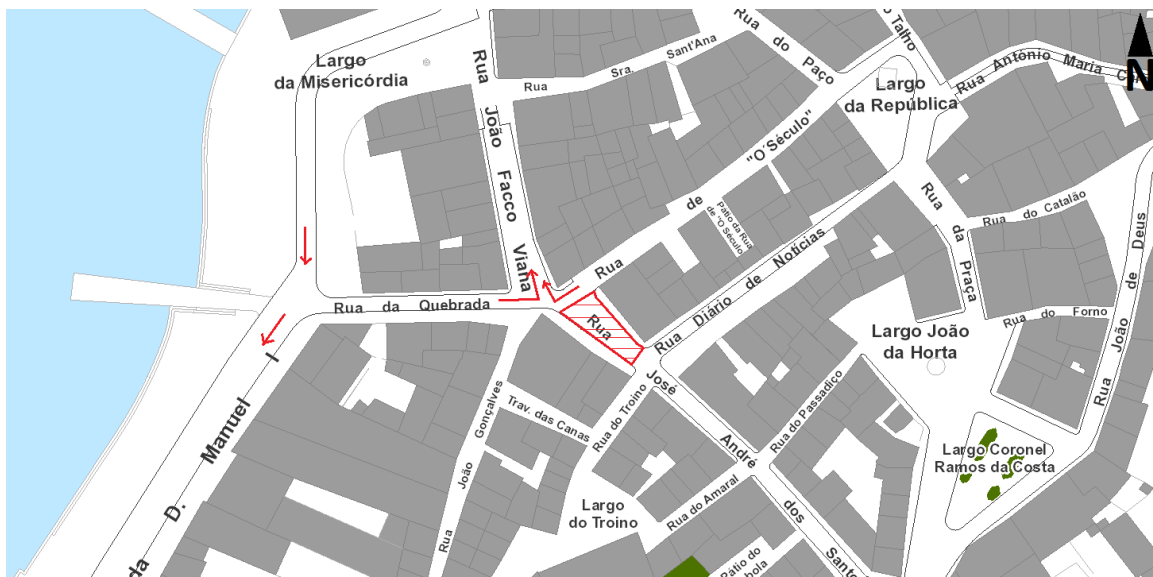 Largo
da Misericórdia
Rua João Facco Viana
Rua Sra. Sant'Ana
Rua do Paço
Talho
Largo
da República
Rua António Maria
N
Rua de "O´Século"
Pátio da Rua
de "O Século"
Rua Diário de Notícias
Rua da Praça
Rua do Catalão
Rua do Forno
Rua João de Deus
Rua da Quebrada
Rua José André dos
Largo João
da Horta
Rua do Passadiço
Largo Coronel
Ramos da Costa
Rua João Gonçalves
Trav. das Canas
Rua do Troino
Largo
do Troino
Rua do Amaral
Pátio do
da D. Manuel I